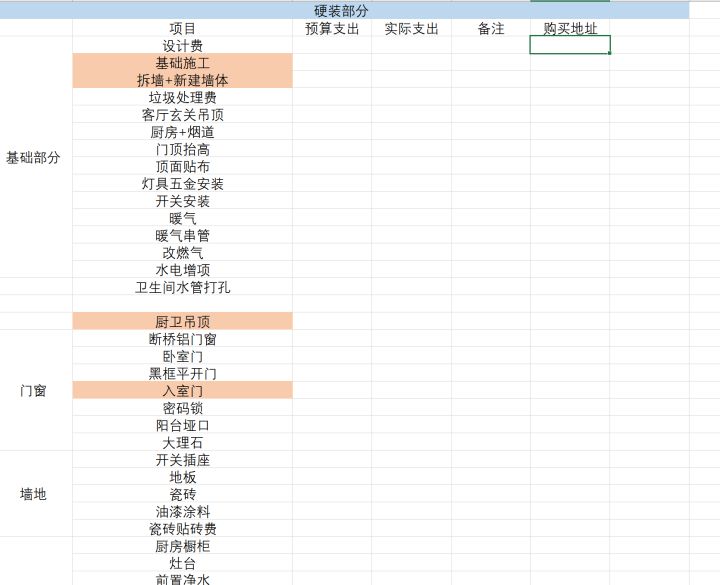 硬装部分
项目 预算支出 实际支出 备注 购买地址
设计费
基础施工
拆墙+新建墙体
垃圾处理费
客厅玄关吊顶
厨房+烟道
门顶抬高
基础部分
顶面贴布
灯具五金安装
开关安装
暖气
暖气串管
改燃气
水电增项
卫生间水管打孔
厨卫吊顶
断桥铝门窗
卧室门
黑框平开门
门窗
入室门
密码锁
阳台垭口
大理石
开关插座
地板
墙地
瓷砖
油漆涂料
瓷砖贴砖费
厨房橱柜
灶台
前置净水